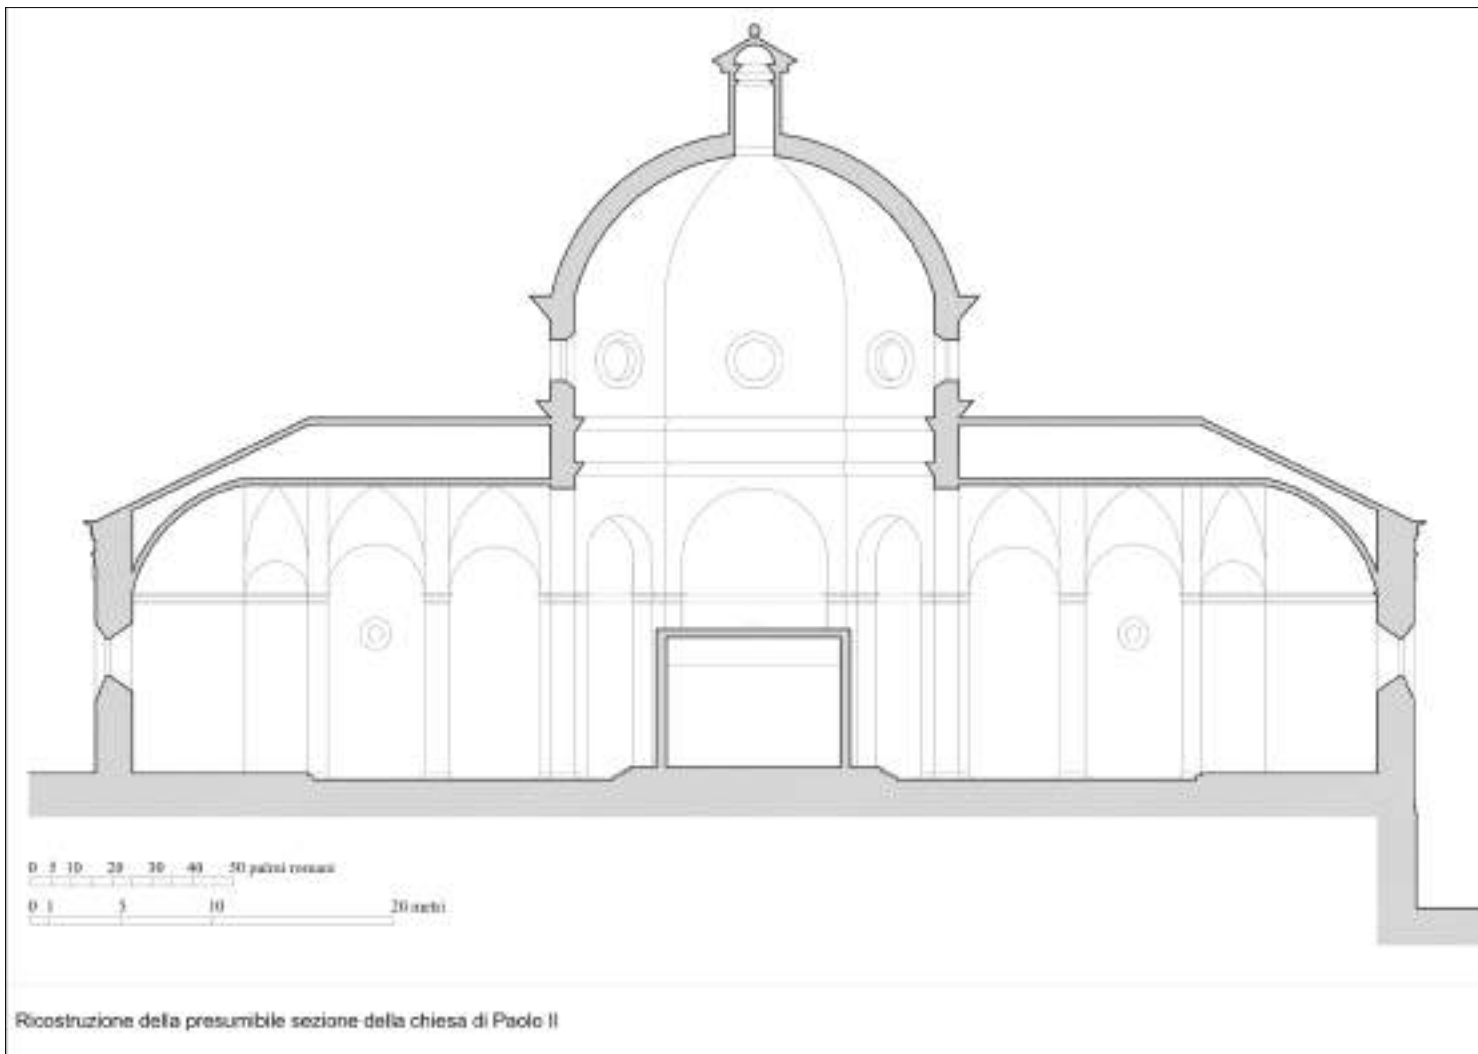 0 5 10 20 30 40 50 palmi romani
0 1 5 10 20 metri
Ricostruzione della presumibile sezione della chiesa di Paolo II